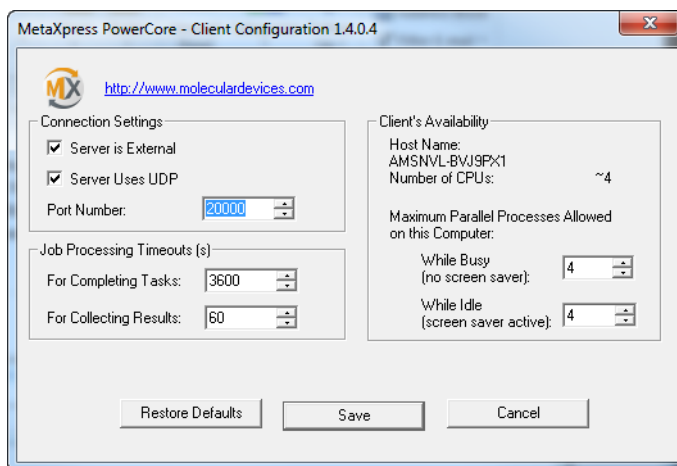 MetaXpress PowerCore - Client Configuration 1.4.0.4
MX
http://www.moleculardevices.com
Connection Settings
Server is External
Server Uses UDP
Port Number: 20000
Job Processing Timeouts (s)
For Completing Tasks: 3600
For Collecting Results: 60
Client's Availability
Host Name:
AMSNVL-BVJ9PX1
Number of CPUs: ~4
Maximum Parallel Processes Allowed
on this Computer:
While Busy
(no screen saver): 4
While Idle
(screen saver active): 4
Restore Defaults
Save
Cancel